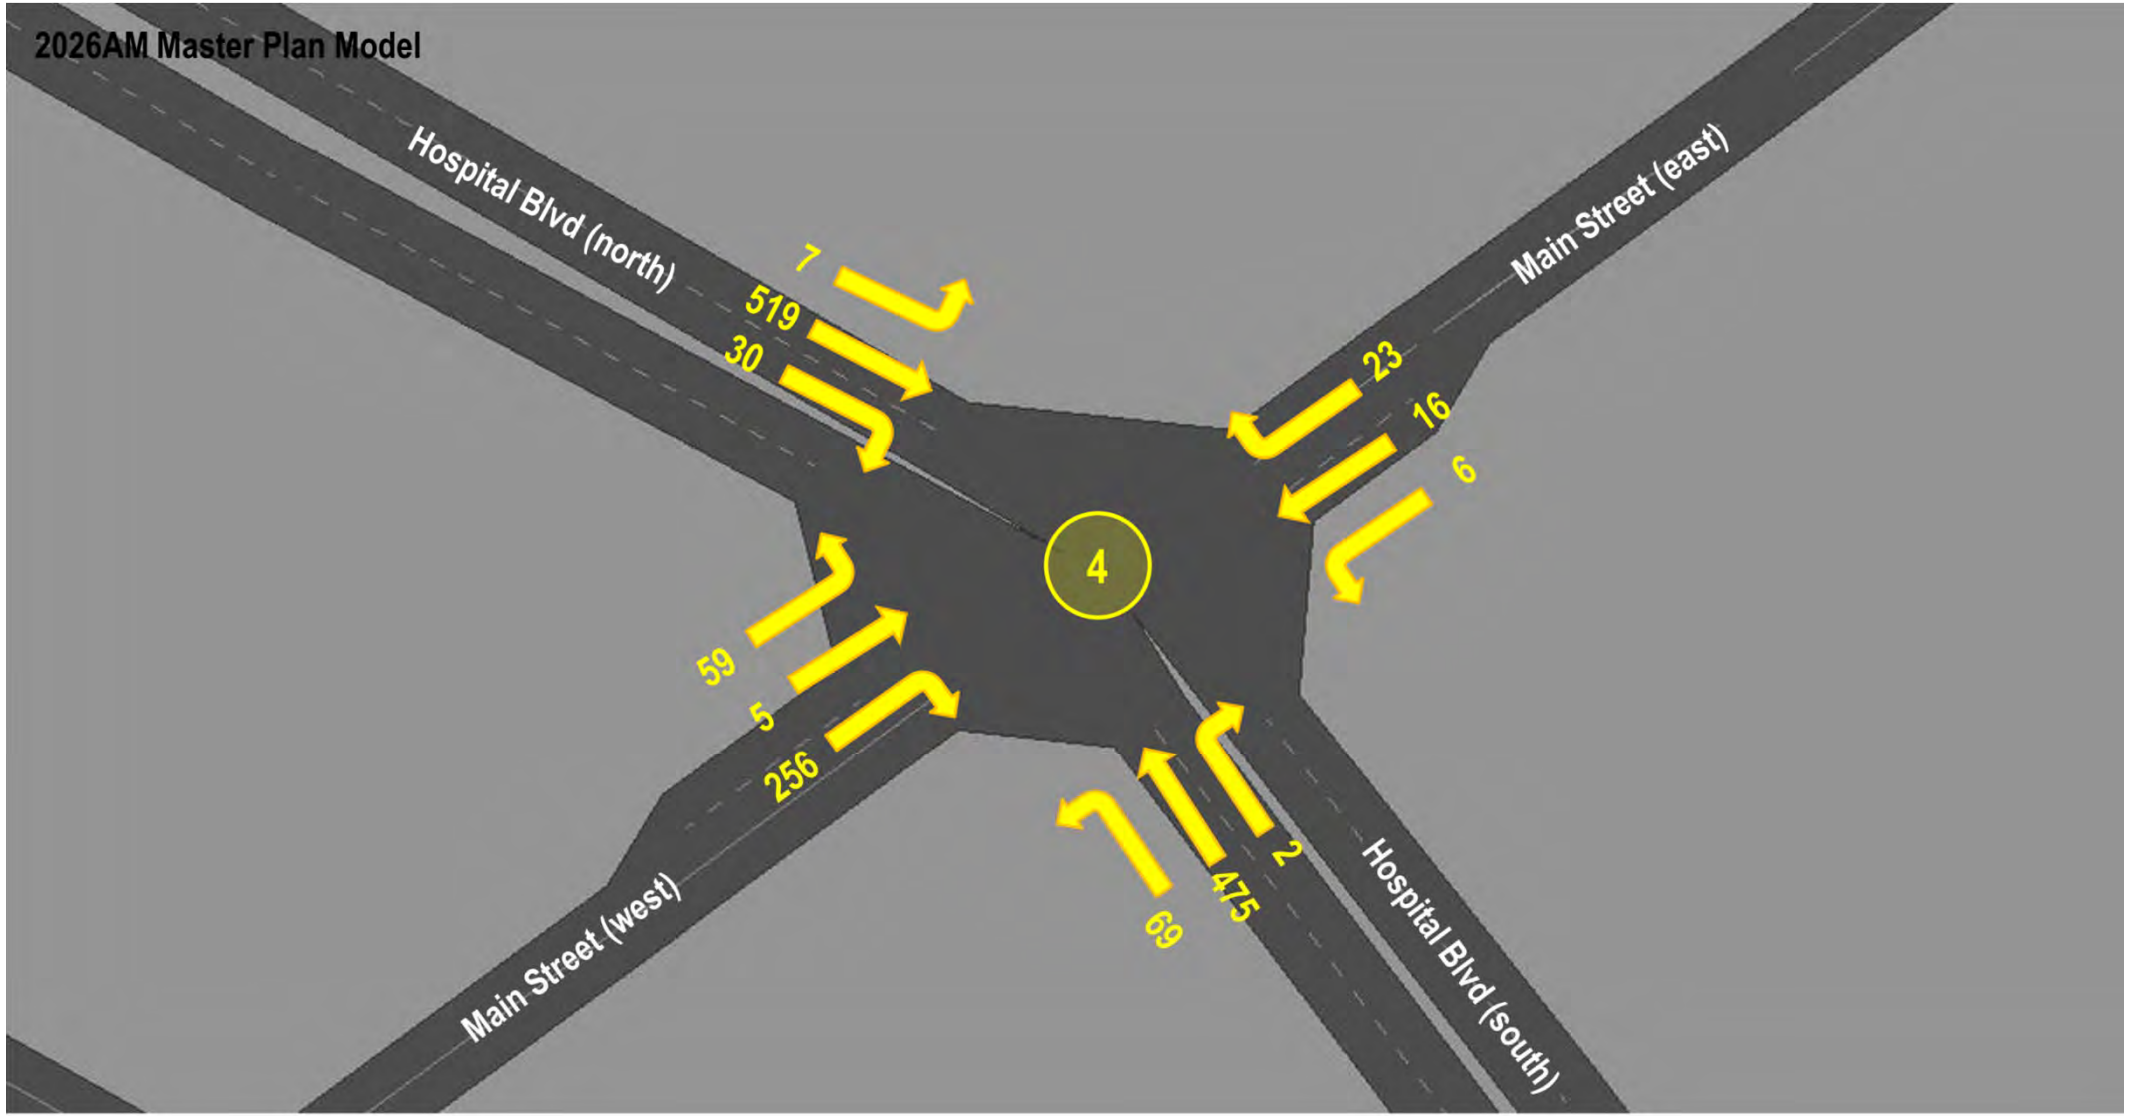 2026AM Master Plan Model
Hospital Blvd (north)
Main Street (east)
7
519
30
23
16
6
4
59
5
256
2
475
69
Main Street (west)
Hospital Blvd (south)